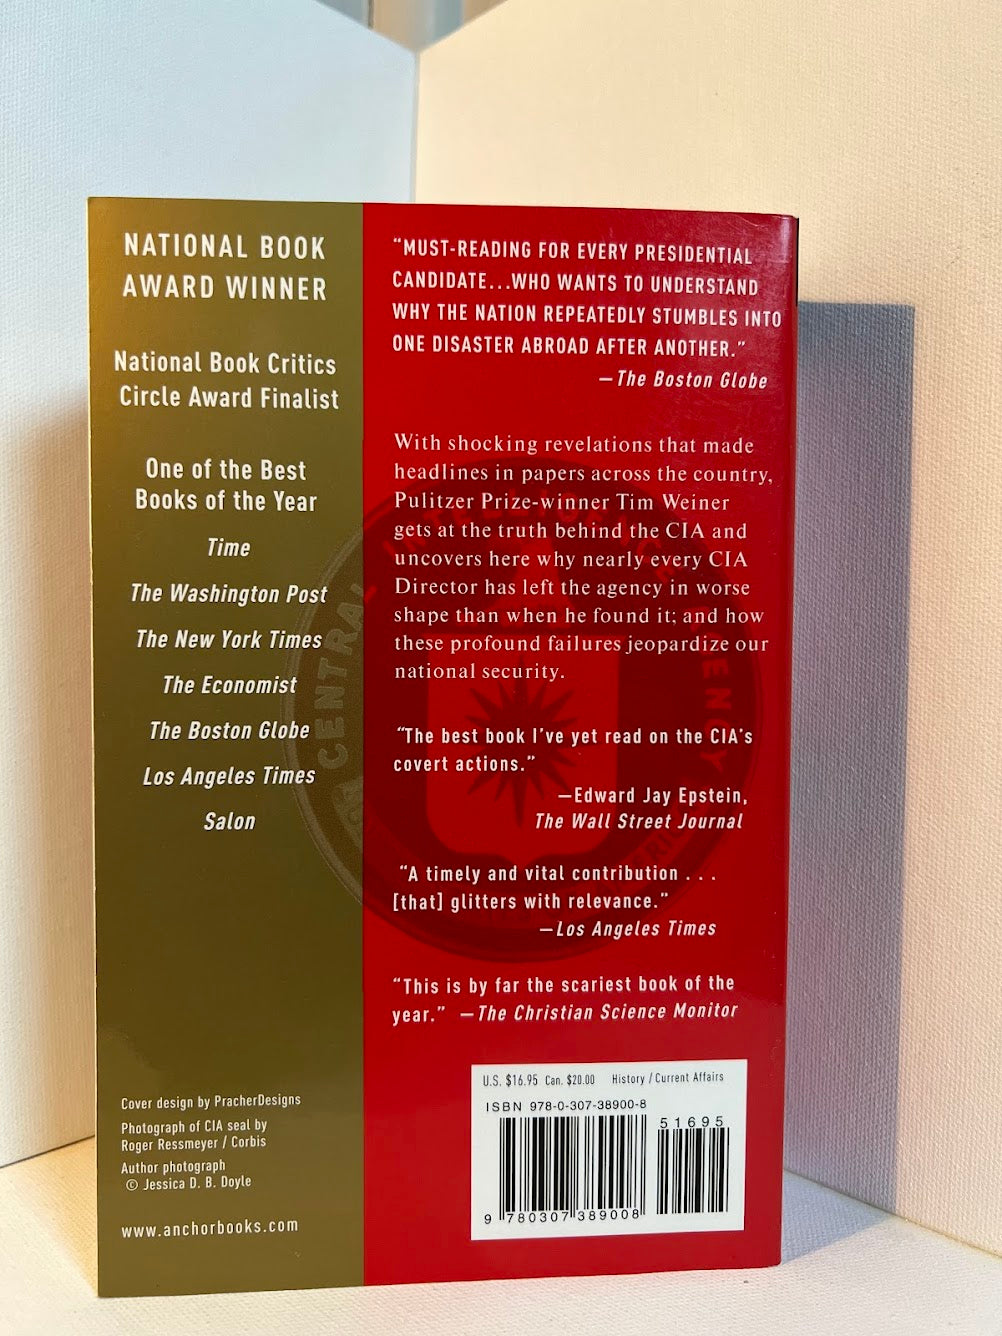 NATIONAL BOOK
AWARD WINNER
National Book Critics
Circle Award Finalist
One of the Best
Books of the Year
Time
The Washington Post
The New York Times
The Economist
The Boston Globe
Los Angeles Times
Salon
Cover design by PracherDesigns
Photograph of CIA seal by
Roger Ressmeyer / Corbis
Author photograph
© Jessica D. B. Doyle
www.anchorbooks.com
“MUST-READING FOR EVERY PRESIDENTIAL
CANDIDATE...WHO WANTS TO UNDERSTAND
WHY THE NATION REPEATEDLY STUMBLES INTO
ONE DISASTER ABROAD AFTER ANOTHER.”
—The Boston Globe
With shocking revelations that made
headlines in papers across the country,
Pulitzer Prize-winner Tim Weiner
gets at the truth behind the CIA and
uncovers here why nearly every CIA
Director has left the agency in worse
shape than when he found it; and how
these profound failures jeopardize our
national security.
“The best book I’ve yet read on the CIA’s
covert actions.”
—Edward Jay Epstein,
The Wall Street Journal
“A timely and vital contribution . . .
[that] glitters with relevance.”
—Los Angeles Times
“This is by far the scariest book of the
year.” —The Christian Science Monitor
U.S. $16.95 Can. $20.00 History / Current Affairs
ISBN 978-0-307-38900-8
51695
9 780307 389008
CENTRAL